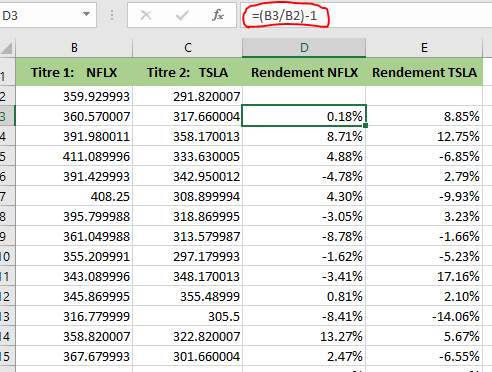 D3 fx =(B3/B2)-1
B C D E
1 Titre 1: NFLX Titre 2: TSLA Rendement NFLX Rendement TSLA
2 359.929993 291.820007
3 360.570007 317.660004 0.18% 8.85%
4 391.980011 358.170013 8.71% 12.75%
5 411.089996 333.630005 4.88% -6.85%
6 391.429993 342.950012 -4.78% 2.79%
7 408.25 308.899994 4.30% -9.93%
8 395.799988 318.869995 -3.05% 3.23%
9 361.049988 313.579987 -8.78% -1.66%
10 355.209991 297.179993 -1.62% -5.23%
11 343.089996 348.170013 -3.41% 17.16%
12 345.869995 355.48999 0.81% 2.10%
13 316.779999 305.5 -8.41% -14.06%
14 358.820007 322.820007 13.27% 5.67%
15 367.679993 301.660004 2.47% -6.55%